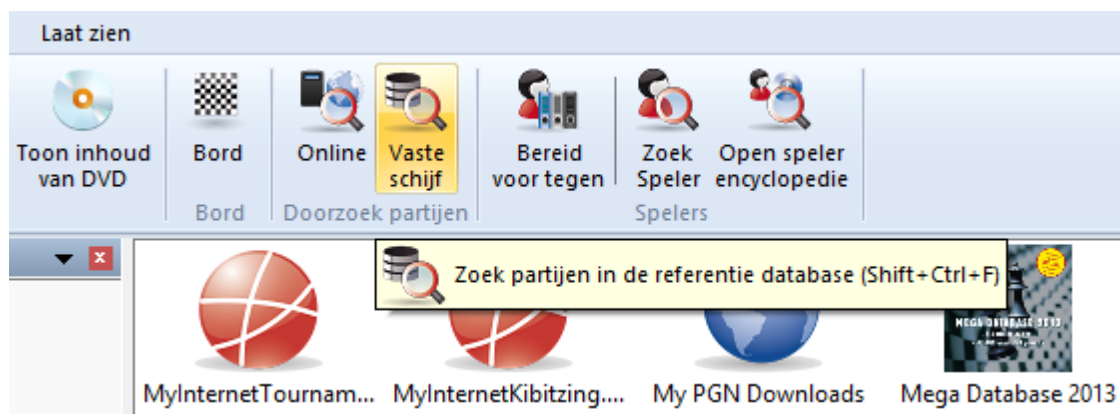 Laat zien
Toon inhoud
van DVD
Bord
Online
Vaste
schijf
Bereid
voor tegen
Zoek
Speler
Open speler
encyclopedie
Bord
Doorzoek partijen
Spelers
Zoek partijen in de referentie database (Shift+Ctrl+F)
MEGA DATABASE 2013
MyInternetTournam...
MyInternetKibitzing....
My PGN Downloads
Mega Database 2013